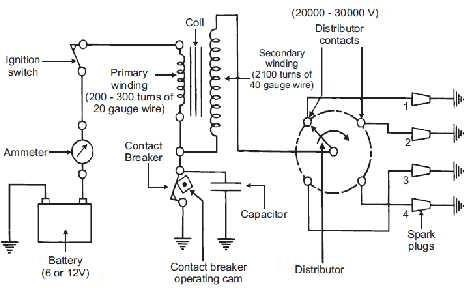 Coil
(20000 - 30000 V)
Distributor
contacts
Ignition
switch
Primary
winding
(200 - 300 turns of
20 gauge wire)
Secondary
winding
(2100 turns of
40 gauge wire)
1
2
3
4
Ammeter
Contact
Breaker
Capacitor
Battery
(6 or 12V)
Contact breaker
operating cam
Distributor
Spark
plugs